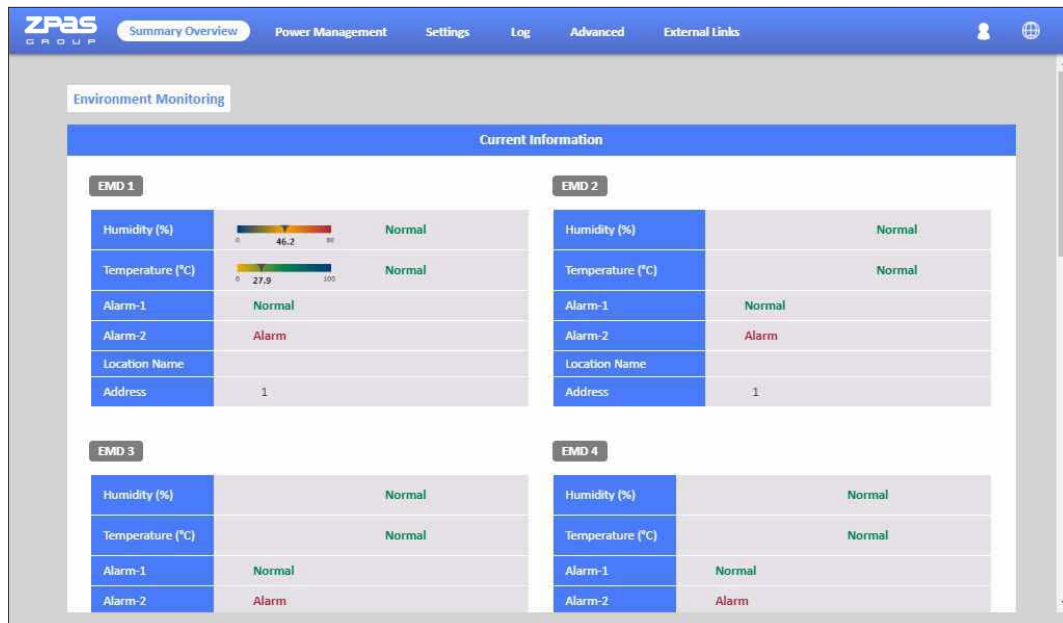 ZPAS
GROUP
Summary Overview Power Management Settings Log Advanced External Links
Environment Monitoring
Current Information
EMD 1
Humidity (%) Normal
0 46.2 90
Temperature (°C) Normal
0 27.9 100
Alarm-1 Normal
Alarm-2 Alarm
Location Name
Address 1
EMD 2
Humidity (%) Normal
Temperature (°C) Normal
Alarm-1 Normal
Alarm-2 Alarm
Location Name
Address 1
EMD 3
Humidity (%) Normal
Temperature (°C) Normal
Alarm-1 Normal
Alarm-2 Alarm
EMD 4
Humidity (%) Normal
Temperature (°C) Normal
Alarm-1 Normal
Alarm-2 Alarm